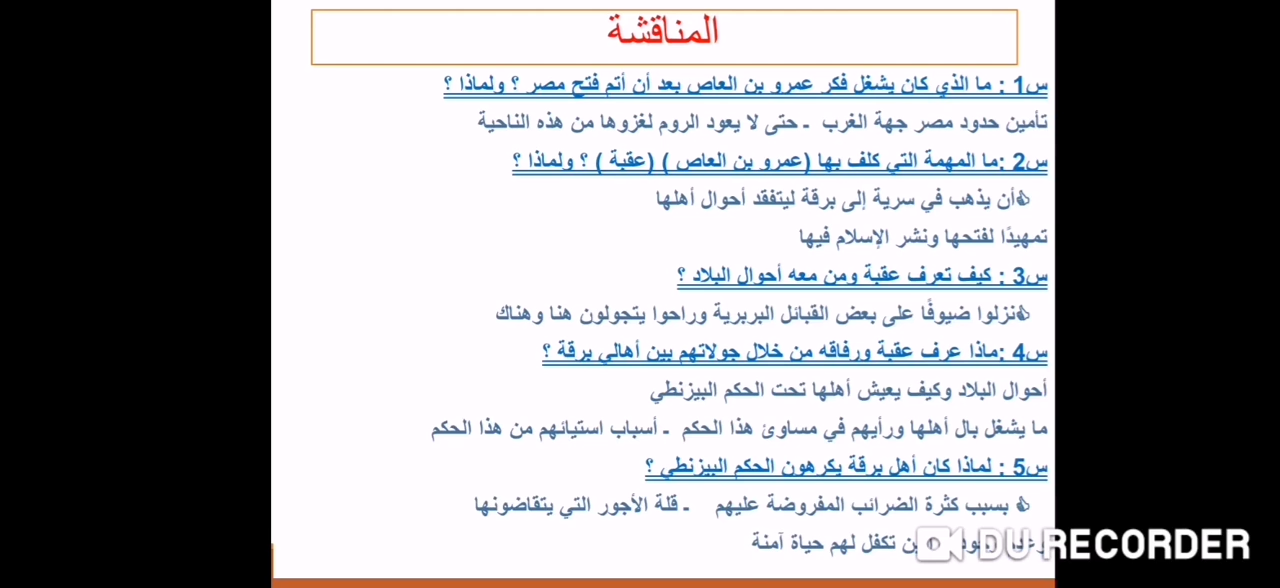 المناقشة
س1 : ما الذي كان يشغل فكر عمرو بن العاص بعد أن أتم فتح مصر ؟ ولماذا ؟
تأمين حدود مصر جهة الغرب ـ حتى لا يعود الروم لغزوها من هذه الناحية
س2 :ما المهمة التي كلف بها (عمرو بن العاص ) (عقبة ) ؟ ولماذا ؟
أن يذهب في سرية إلى برقة ليتفقد أحوال أهلها
تمهيدًا لفتحها ونشر الإسلام فيها
س3 : كيف تعرف عقبة ومن معه أحوال البلاد ؟
نزلوا ضيوفًا على بعض القبائل البربرية وراحوا يتجولون هنا وهناك
س4 :ماذا عرف عقبة ورفاقه من خلال جولاتهم بين أهالي برقة ؟
أحوال البلاد وكيف يعيش أهلها تحت الحكم البيزنطي
ما يشغل بال أهلها ورأيهم في مساوئ هذا الحكم ـ أسباب استيائهم من هذا الحكم
س5 : لماذا كان أهل برقة يكرهون الحكم البيزنطي ؟
بسبب كثرة الضرائب المفروضة عليهم ـ قلة الأجور التي يتقاضونها
تكفل لهم حياة آمنة
DU RECORDER